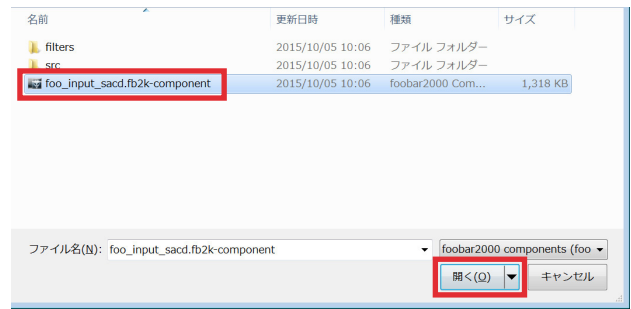 名前 更新日時 種類 サイズ
filters 2015/10/05 10:06 ファイル フォルダー
src 2015/10/05 10:06 ファイル フォルダー
foo_input_sacd.fb2k-component 2015/10/05 10:06 foobar2000 Com... 1,318 KB
ファイル名(N): foo_input_sacd.fb2k-component foobar2000 components (foo
開く(O) キャンセル